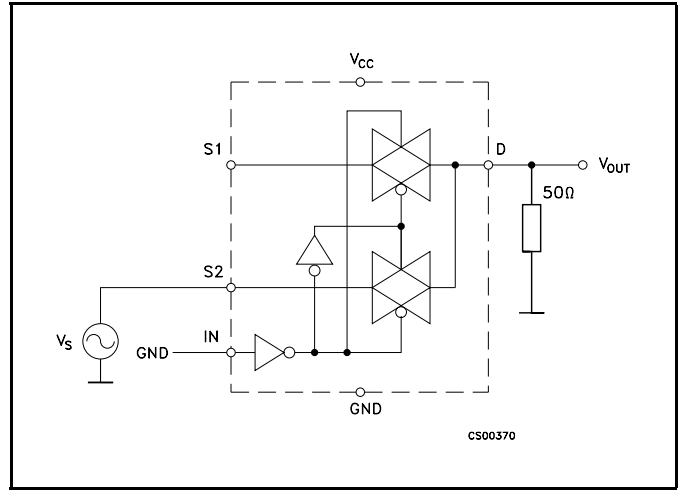 VCC
S1
D
VOUT
50Ω
S2
VS
IN
GND
GND
CS00370